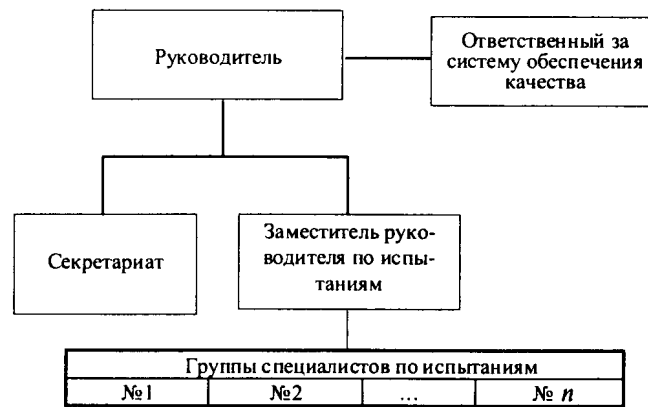 Руководитель
Ответственный за
систему обеспечения
качества
Секретариат
Заместитель руко-
водителя по испы-
таниям
Группы специалистов по испытаниям
№1 №2 ... № n